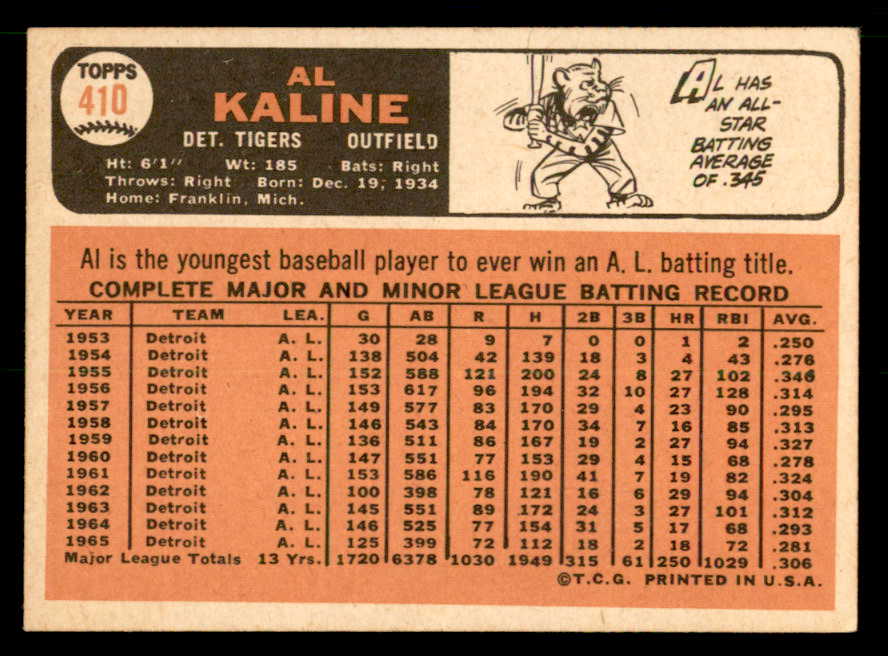 TOPPS
410
AL
KALINE
DET. TIGERS OUTFIELD
Ht: 6'1" Wt: 185 Bats: Right
Throws: Right Born: Dec. 19, 1934
Home: Franklin, Mich.
AL HAS
AN ALL-
STAR
BATTING
AVERAGE
OF .345
Al is the youngest baseball player to ever win an A. L. batting title.
COMPLETE MAJOR AND MINOR LEAGUE BATTING RECORD
YEAR TEAM LEA. G AB R H 2B 3B HR RBI AVG.
1953 Detroit A. L. 30 28 9 7 0 0 1 2 .250
1954 Detroit A. L. 138 504 42 139 18 3 4 43 .276
1955 Detroit A. L. 152 588 121 200 24 8 27 102 .340
1956 Detroit A. L. 153 617 96 194 32 10 27 128 .314
1957 Detroit A. L. 149 577 83 170 29 4 23 90 .295
1958 Detroit A. L. 146 543 84 170 34 7 16 85 .313
1959 Detroit A. L. 136 511 86 167 19 2 27 94 .327
1960 Detroit A. L. 147 551 77 153 29 4 15 68 .278
1961 Detroit A. L. 153 586 116 190 41 7 19 82 .324
1962 Detroit A. L. 100 398 78 121 16 6 29 94 .304
1963 Detroit A. L. 145 551 89 172 24 3 27 101 .312
1964 Detroit A. L. 146 525 77 154 31 5 17 68 .293
1965 Detroit A. L. 125 399 72 112 18 2 18 72 .281
Major League Totals 13 Yrs. 1720 6378 1030 1949 315 61 250 1029 .306
©T.C.G. PRINTED IN U.S.A.